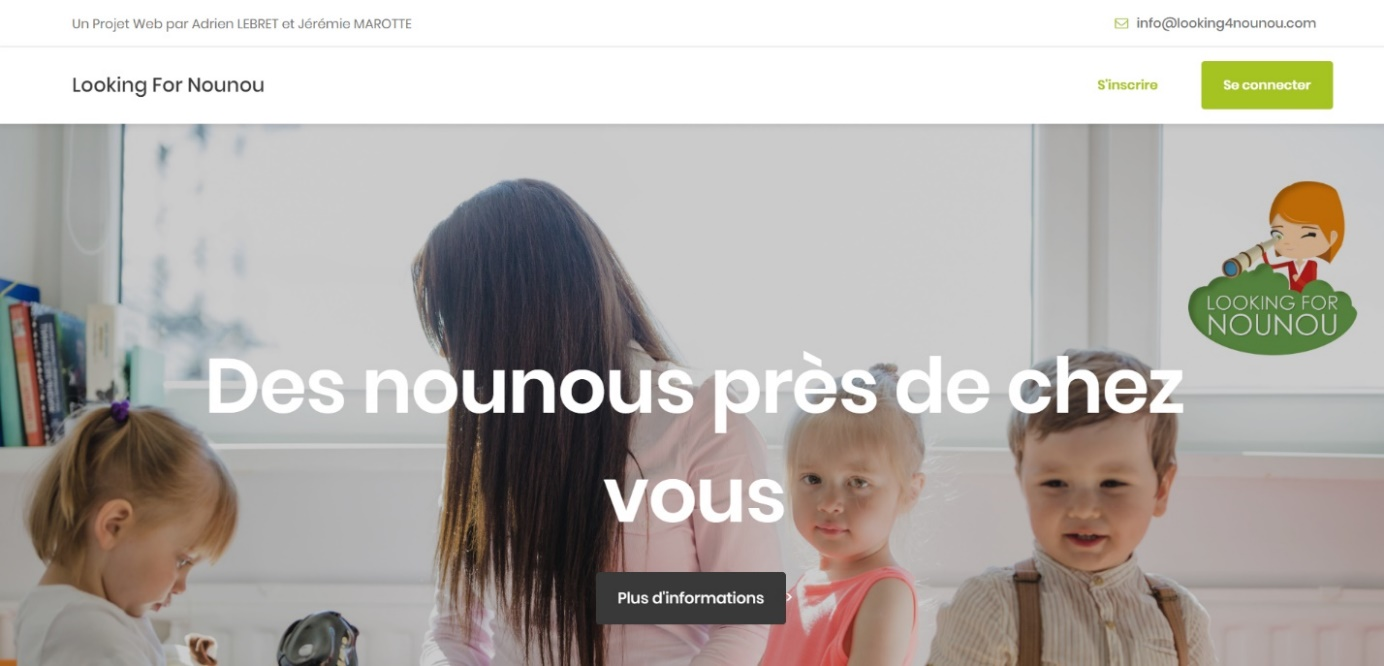 Un Projet Web par Adrien LEBRET et Jérémie MAROTTE
info@looking4nounou.com
Looking For Nounou
S'inscrire
Se connecter
LOOKING FOR
NOUNOU
Des nounous près de chez
vous
Plus d'informations
>